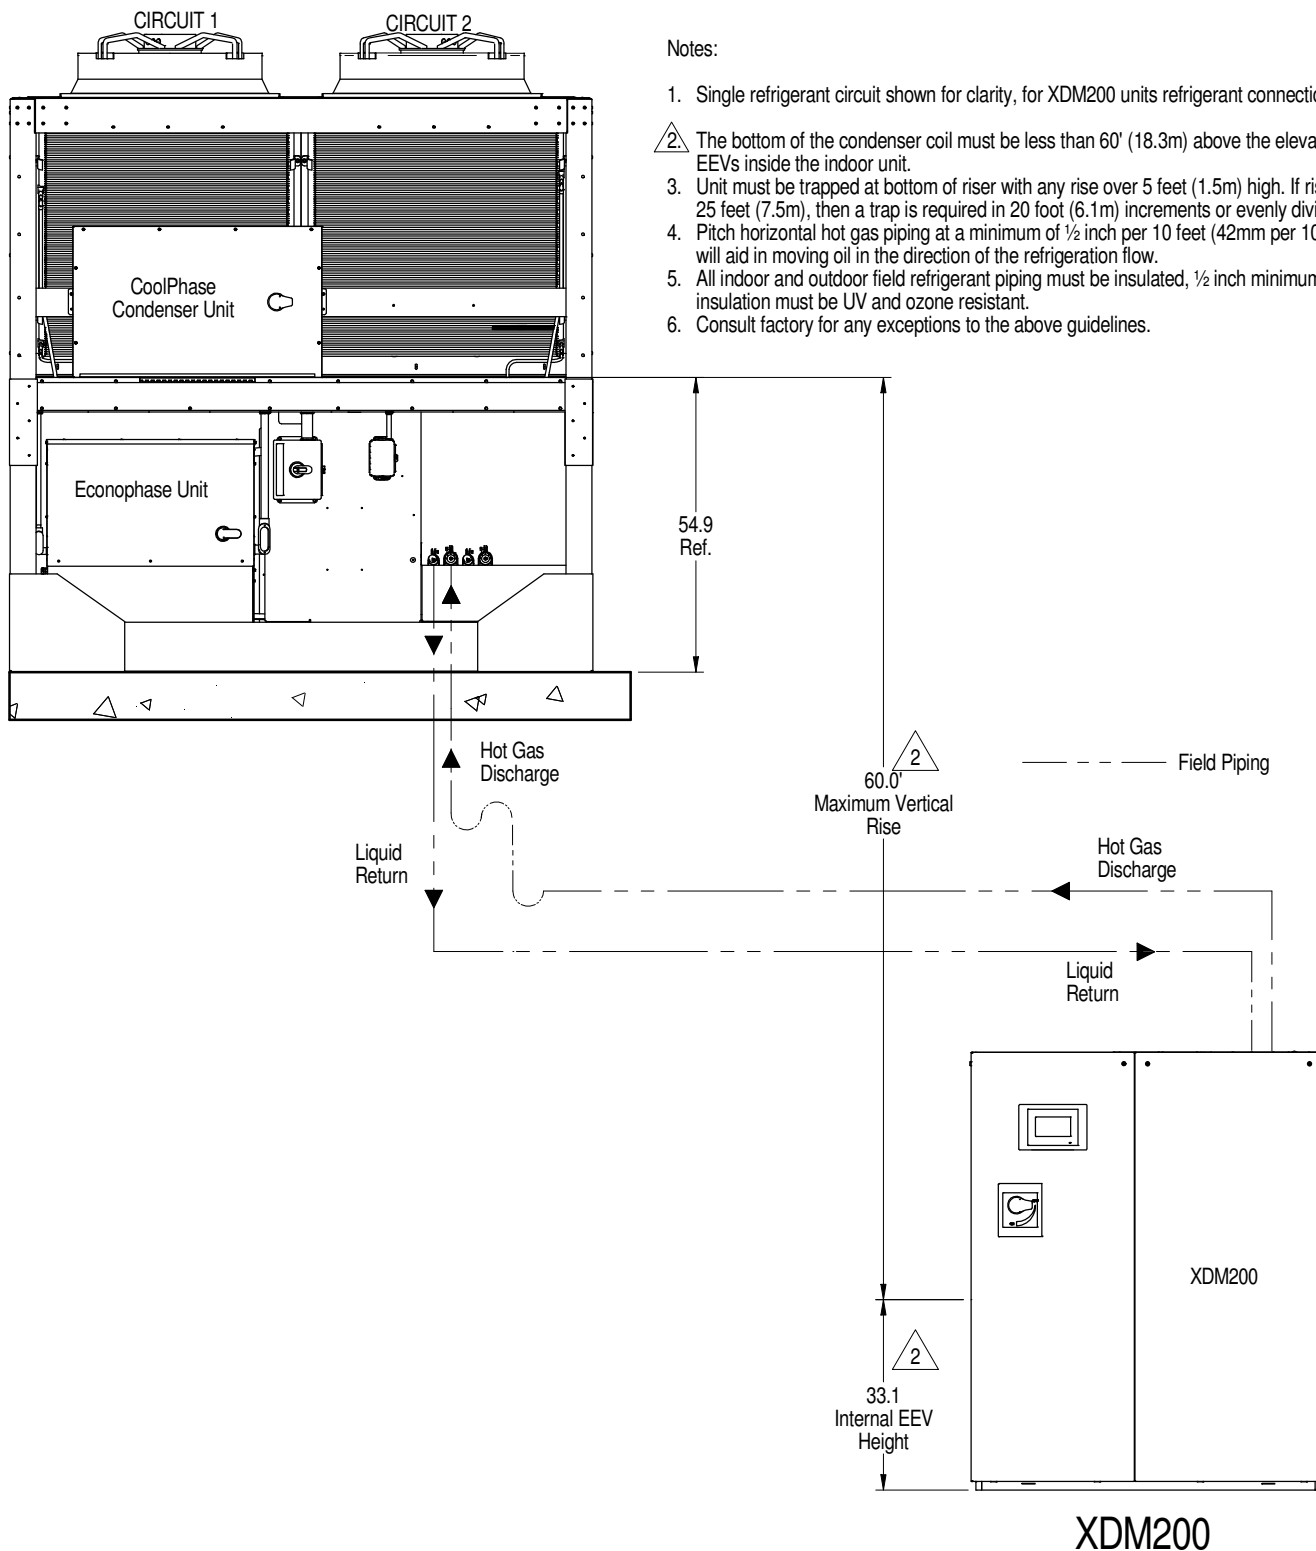 CIRCUIT 1
CIRCUIT 2
Notes:
1. Single refrigerant circuit shown for clarity, for XDM200 units refrigerant
2. The bottom of the condenser coil must be less than 60' (18.3m) above the
EEVs inside the indoor unit.
3. Unit must be trapped at bottom of riser with any rise over 5 feet (1.5m) high. If
25 feet (7.5m), then a trap is required in 20 foot (6.1m) increments or evenly
4. Pitch horizontal hot gas piping at a minimum of ½ inch per 10 feet (42mm per
will aid in moving oil in the direction of the refrigeration flow.
5. All indoor and outdoor field refrigerant piping must be insulated, ½ inch minimum
insulation must be UV and ozone resistant.
6. Consult factory for any exceptions to the above guidelines.
CoolPhase
Condenser Unit
Econophase Unit
54.9
Ref.
Hot Gas
Discharge
2
60.0'
Maximum Vertical
Rise
Field Piping
Liquid
Return
Hot Gas
Discharge
Liquid
Return
XDM200
2
33.1
Internal EEV
Height
XDM200